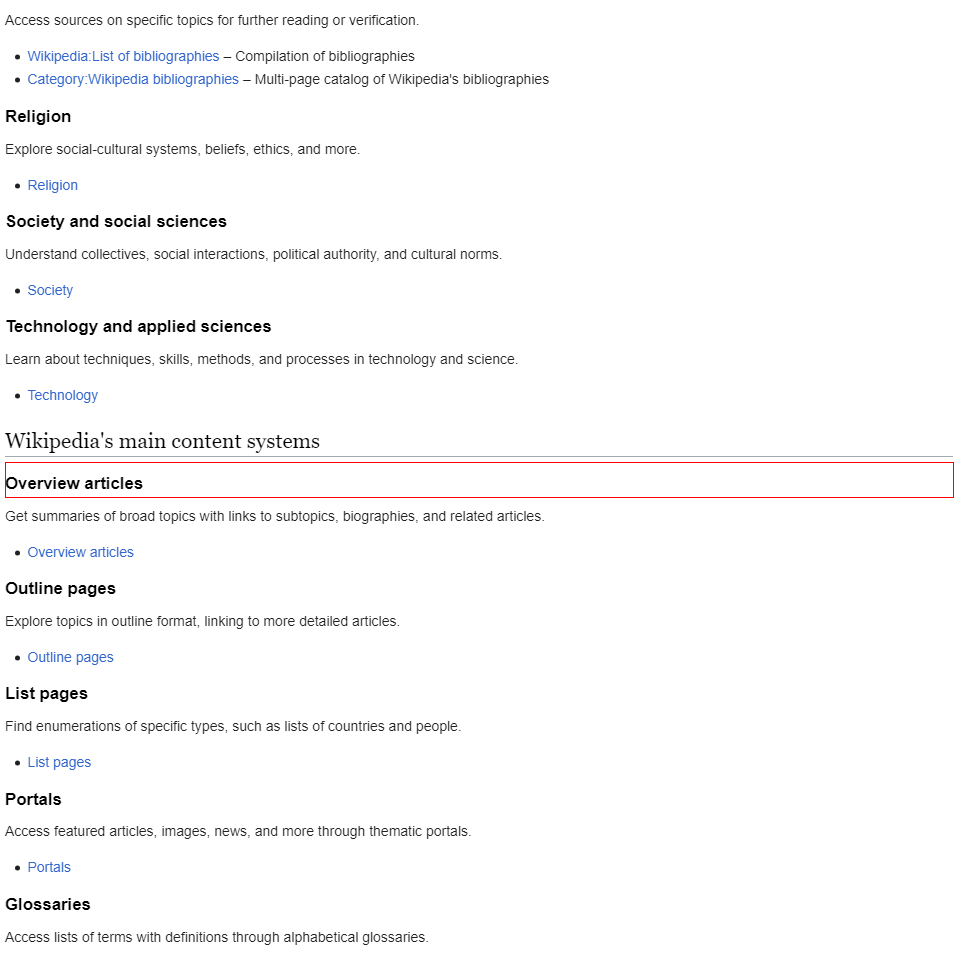 Access sources on specific topics for further reading or verification.
Wikipedia:List of bibliographies – Compilation of bibliographies
Category:Wikipedia bibliographies – Multi-page catalog of Wikipedia's bibliographies
Religion
Explore social-cultural systems, beliefs, ethics, and more.
Religion
Society and social sciences
Understand collectives, social interactions, political authority, and cultural norms.
Society
Technology and applied sciences
Learn about techniques, skills, methods, and processes in technology and science.
Technology
Wikipedia's main content systems
Overview articles
Get summaries of broad topics with links to subtopics, biographies, and related articles.
Overview articles
Outline pages
Explore topics in outline format, linking to more detailed articles.
Outline pages
List pages
Find enumerations of specific types, such as lists of countries and people.
List pages
Portals
Access featured articles, images, news, and more through thematic portals.
Portals
Glossaries
Access lists of terms with definitions through alphabetical glossaries.